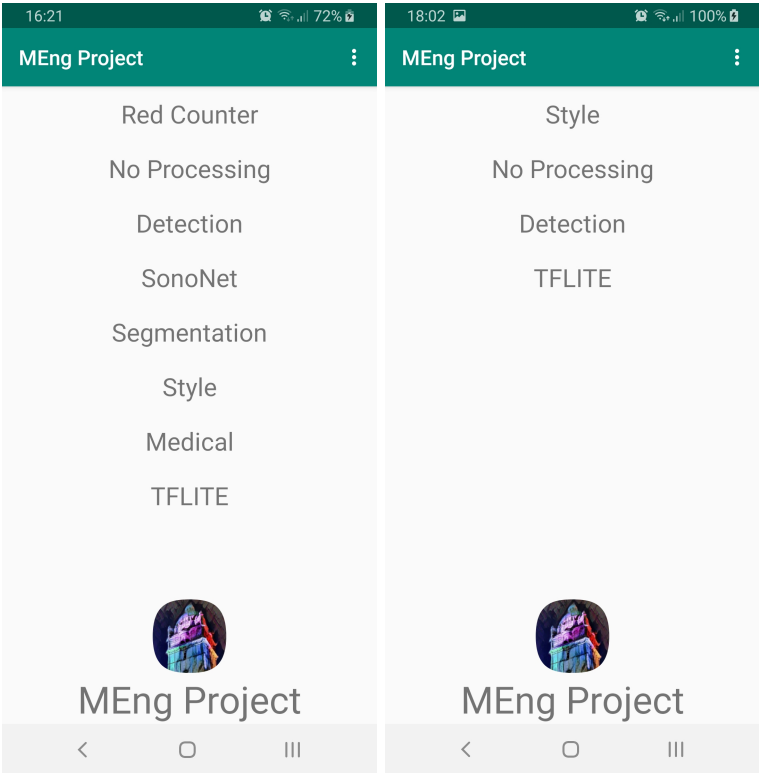 16:21 72%
MEng Project
Red Counter
No Processing
Detection
SonoNet
Segmentation
Style
Medical
TFLITE
MEng Project
18:02 100%
MEng Project
Style
No Processing
Detection
TFLITE
MEng Project